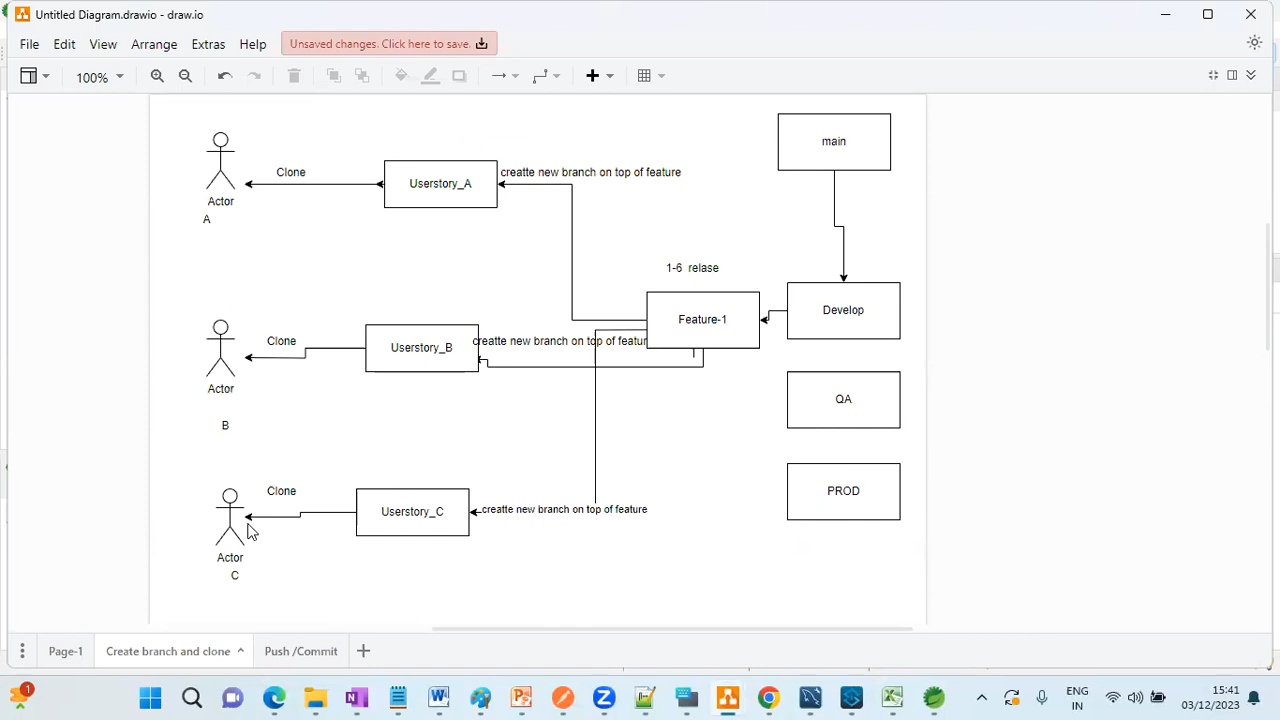 Untitled Diagram.drawio - draw.io
File Edit View Arrange Extras Help Unsaved changes. Click here to save.
100%
main
Clone
Userstory_A
creatte new branch on top of feature
Actor
A
1-6 relase
Feature-1
Develop
Clone
Userstory_B
creatte new branch on top of featur
Actor
B
QA
PROD
Clone
Userstory_C
creatte new branch on top of feature
Actor
C
Page-1 Create branch and clone Push /Commit
1
ENG
IN
15:41
03/12/2023